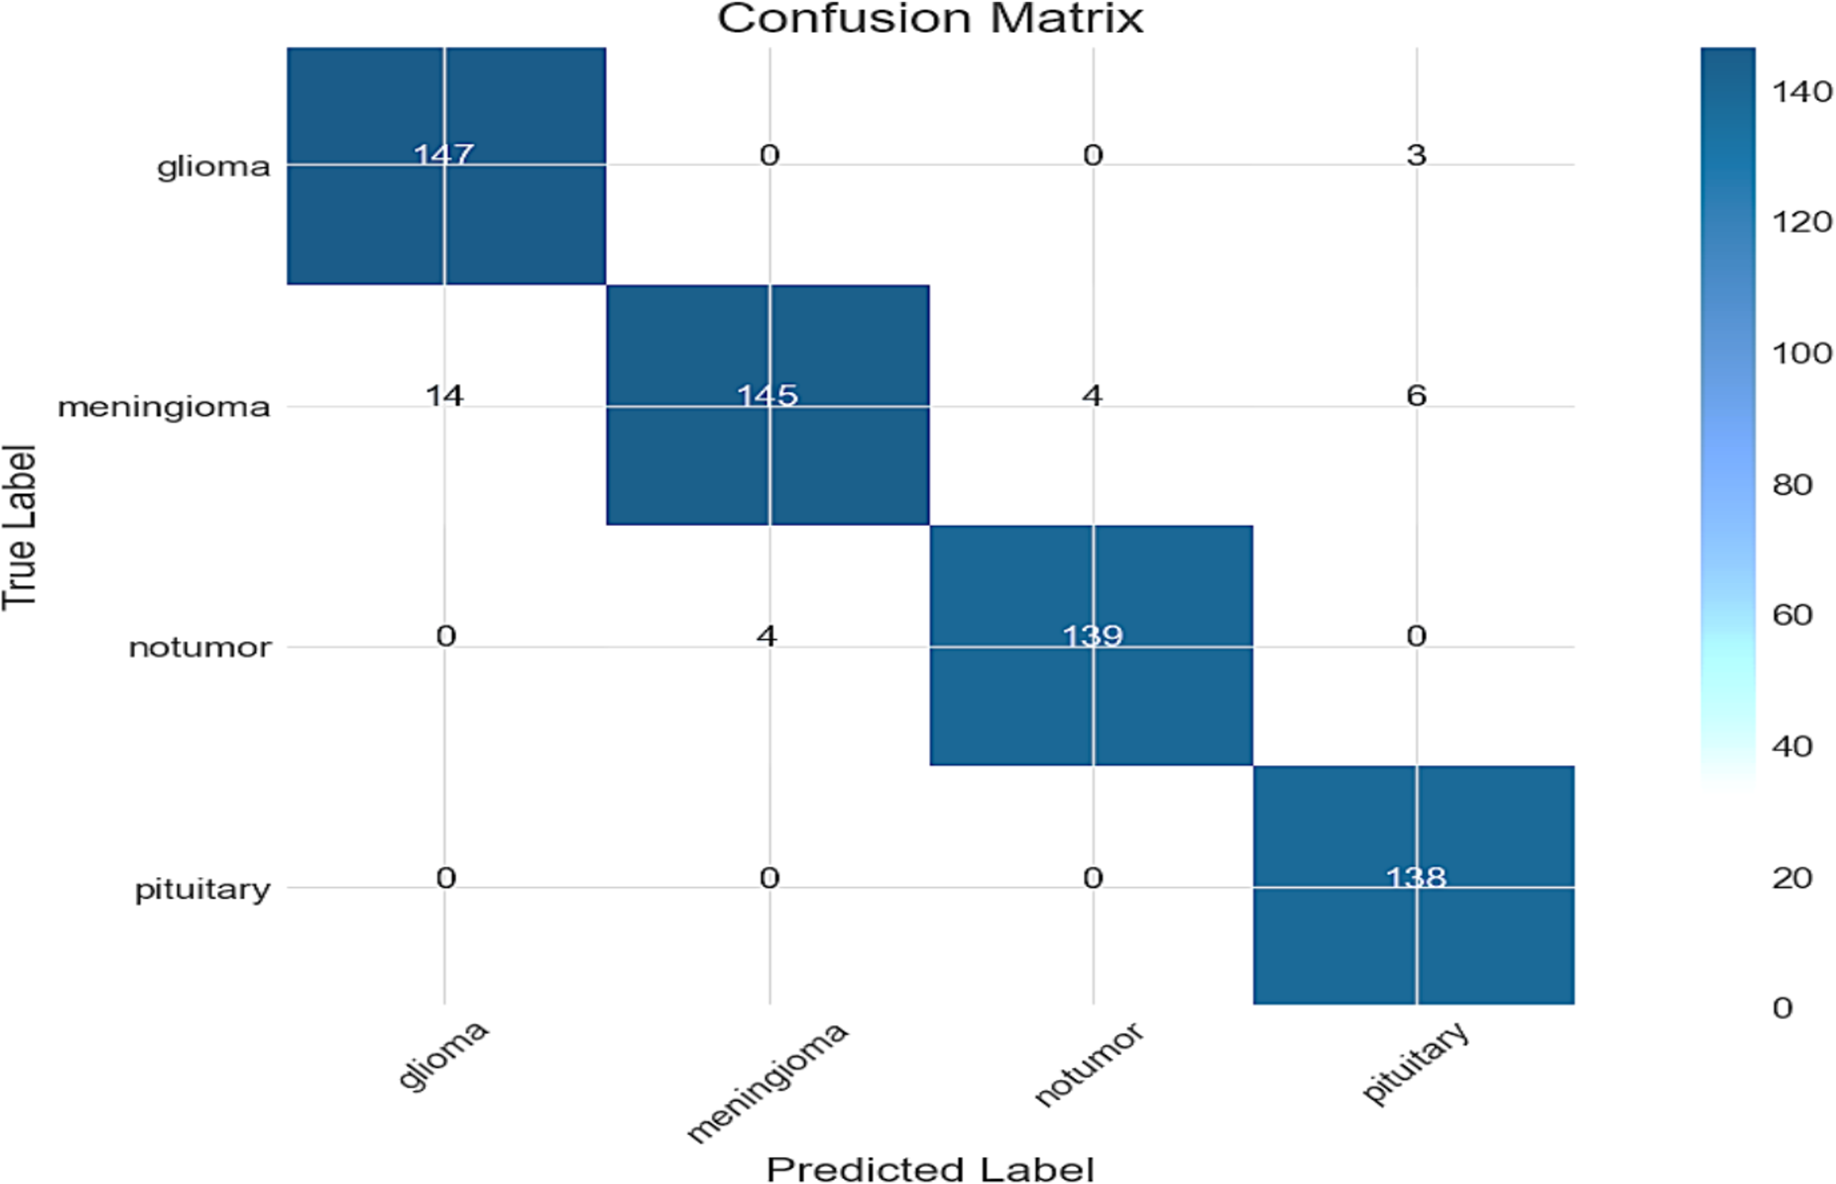 Confusion Matrix
glioma 147 0 0 3
meningioma 14 145 4 6
notumor 0 4 139 0
pituitary 0 0 0 138
True Label
glioma meningioma notumor pituitary
Predicted Label
140
120
100
80
60
40
20
0